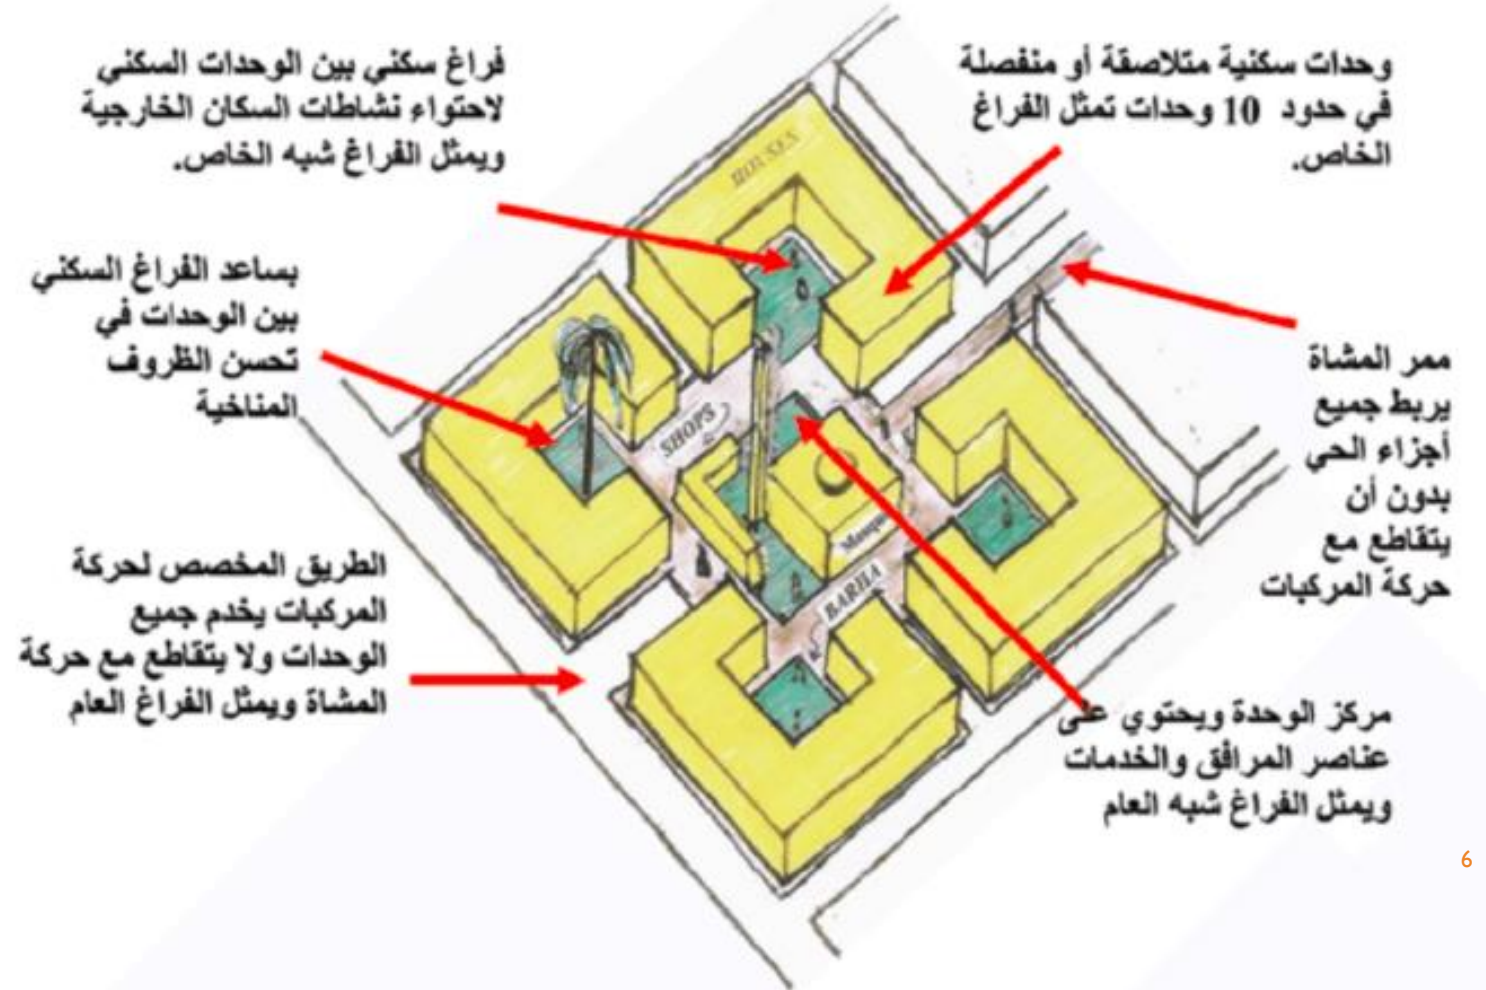 وحدات سكنية متلاصقة أو منفصلة
في حدود 10 وحدات تمثل الفراغ
الخاص.
فراغ سكني بين الوحدات السكني
لاحتواء نشاطات السكان الخارجية
ويمثل الفراغ شبه الخاص.
HOUSES
يساعد الفراغ السكني
بين الوحدات في
تحسن الظروف
المناخية
ممر المشاة
يربط جميع
أجزاء الحي
بدون أن
يتقاطع مع
حركة المركبات
SHOPS
Mosque
BARHA
الطريق المخصص لحركة
المركبات يخدم جميع
الوحدات ولا يتقاطع مع حركة
المشاة ويمثل الفراغ العام
مركز الوحدة ويحتوي على
عناصر المرافق والخدمات
ويمثل الفراغ شبه العام
6